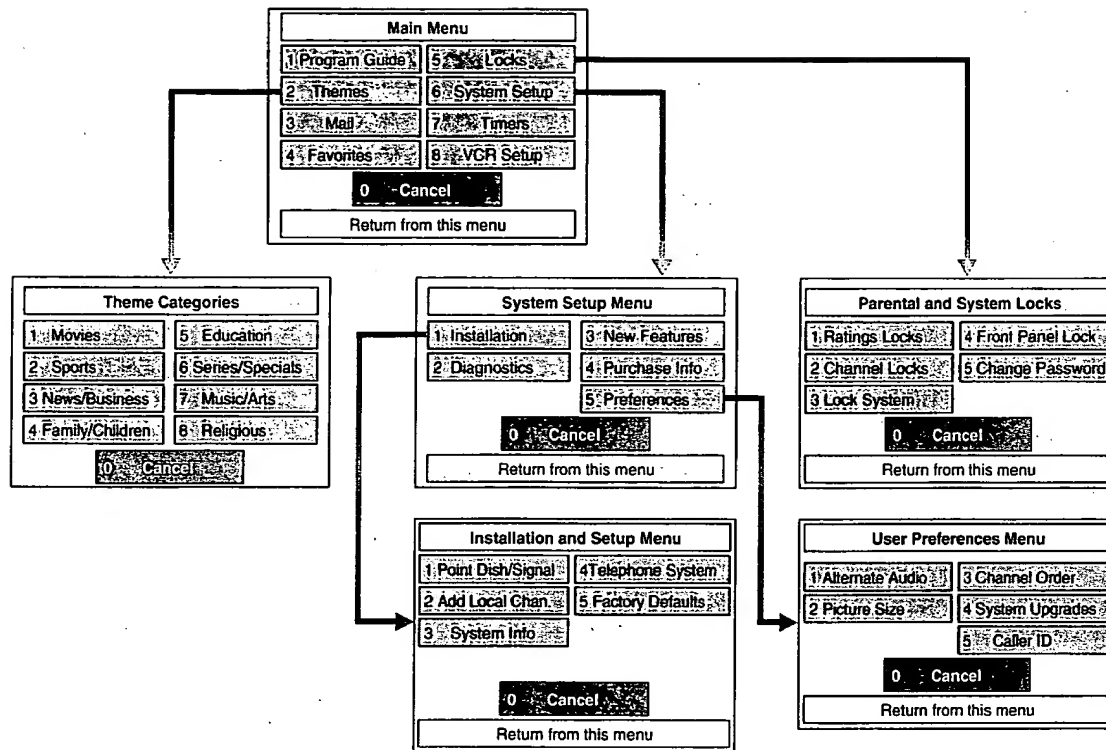 Main Menu
1 Program Guide 5 Locks
2 Themes 6 System Setup
3 Mail 7 Timers
4 Favorites 8 VCR Setup
0 Cancel
Return from this menu
Theme Categories
1 Movies 5 Education
2 Sports 6 Series/Specials
3 News/Business 7 Music/Arts
4 Family/Children 8 Religious
0 Cancel
System Setup Menu
1 Installation 3 New Features
2 Diagnostics 4 Purchase Info
5 Preferences
0 Cancel
Return from this menu
Parental and System Locks
1 Ratings Locks 4 Front Panel Lock
2 Channel Locks 5 Change Password
3 Lock System
0 Cancel
Return from this menu
Installation and Setup Menu
1 Point Dish/Signal 4 Telephone System
2 Add Local Chan. 5 Factory Defaults
3 System Info
0 Cancel
Return from this menu
User Preferences Menu
1 Alternate Audio 3 Channel Order
2 Picture Size 4 System Upgrades
5 Caller ID
0 Cancel
Return from this menu